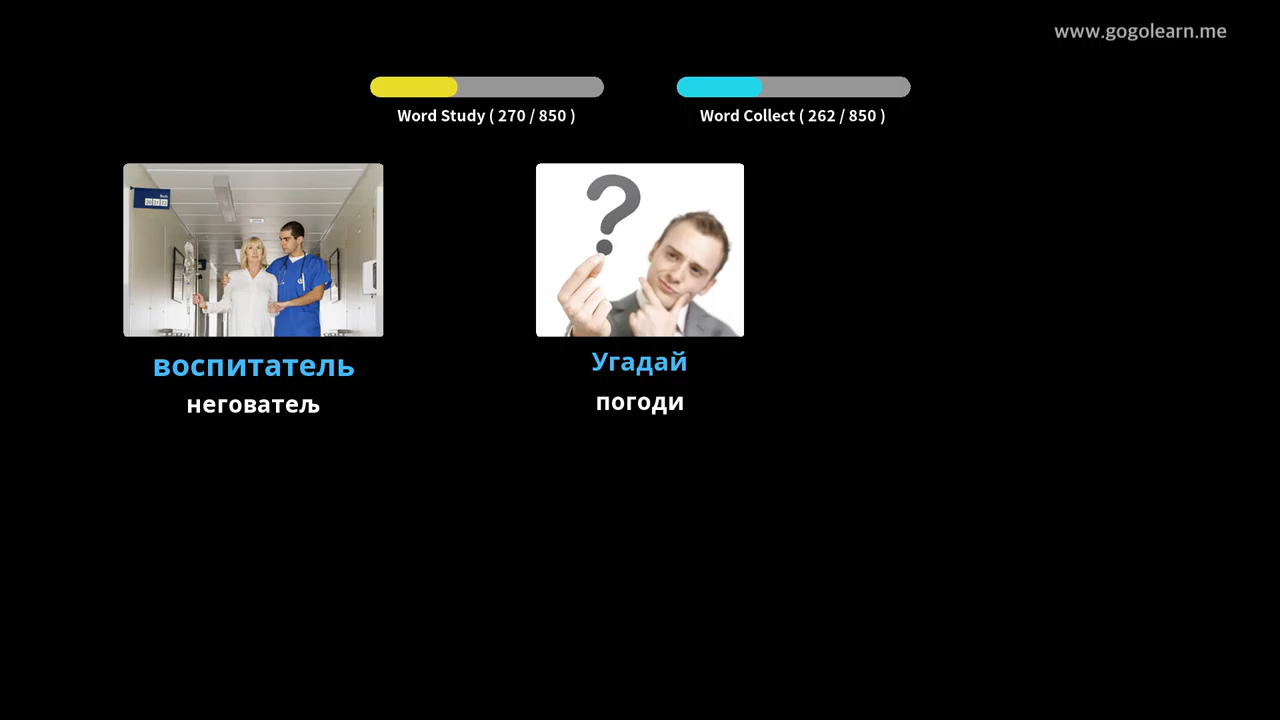 www.gogolearn.me
Word Study ( 270 / 850 )
Word Collect ( 262 / 850 )
воспитатель
Угадай
неговатељ
погоди